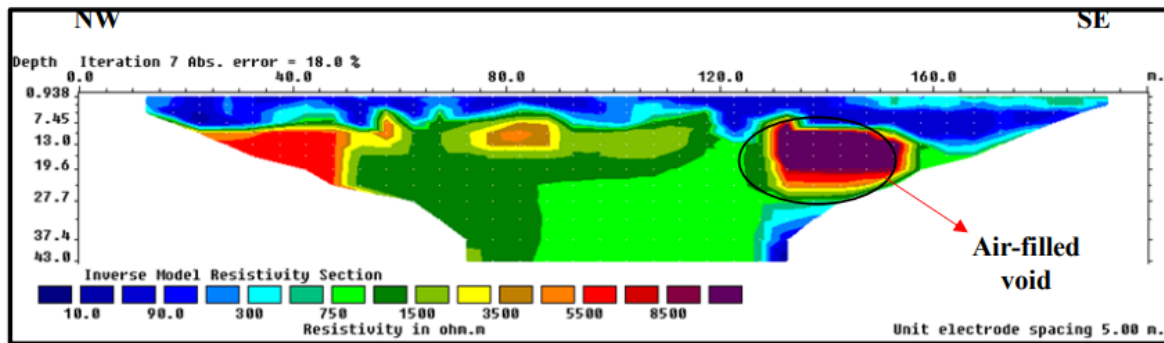 NW SE
Depth Iteration 7 Abs. error = 18.0 %
0.0 40.0 80.0 120.0 160.0 m.
0.938
7.45
13.0
19.6
27.7
37.4
43.0
Air-filled
void
Inverse Model Resistivity Section
10.0 90.0 300 750 1500 3500 5500 8500
Resistivity in ohm.m
Unit electrode spacing 5.00 m.